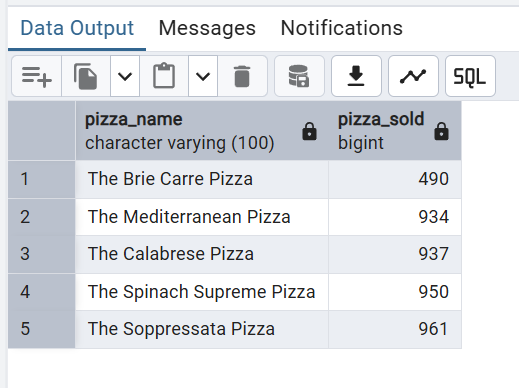 Data Output Messages Notifications
SQL
pizza_name pizza_sold
character varying (100) bigint
1 The Brie Carre Pizza 490
2 The Mediterranean Pizza 934
3 The Calabrese Pizza 937
4 The Spinach Supreme Pizza 950
5 The Soppressata Pizza 961